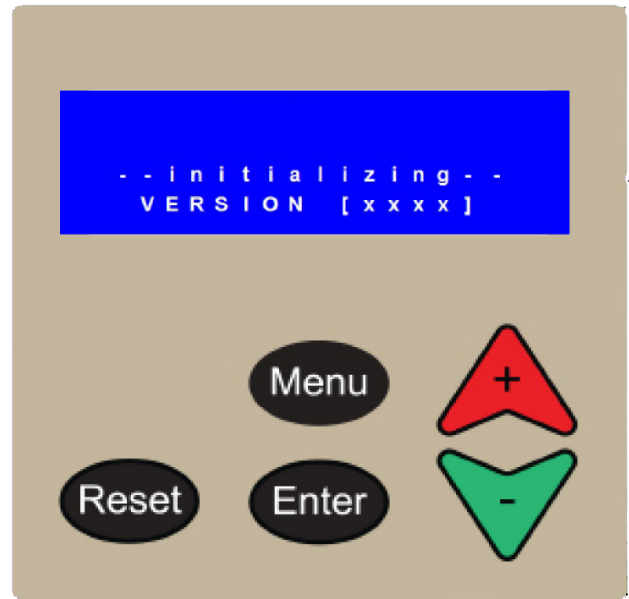 --initializing--
VERSION [xxxx]
Menu
+
Reset
Enter
-